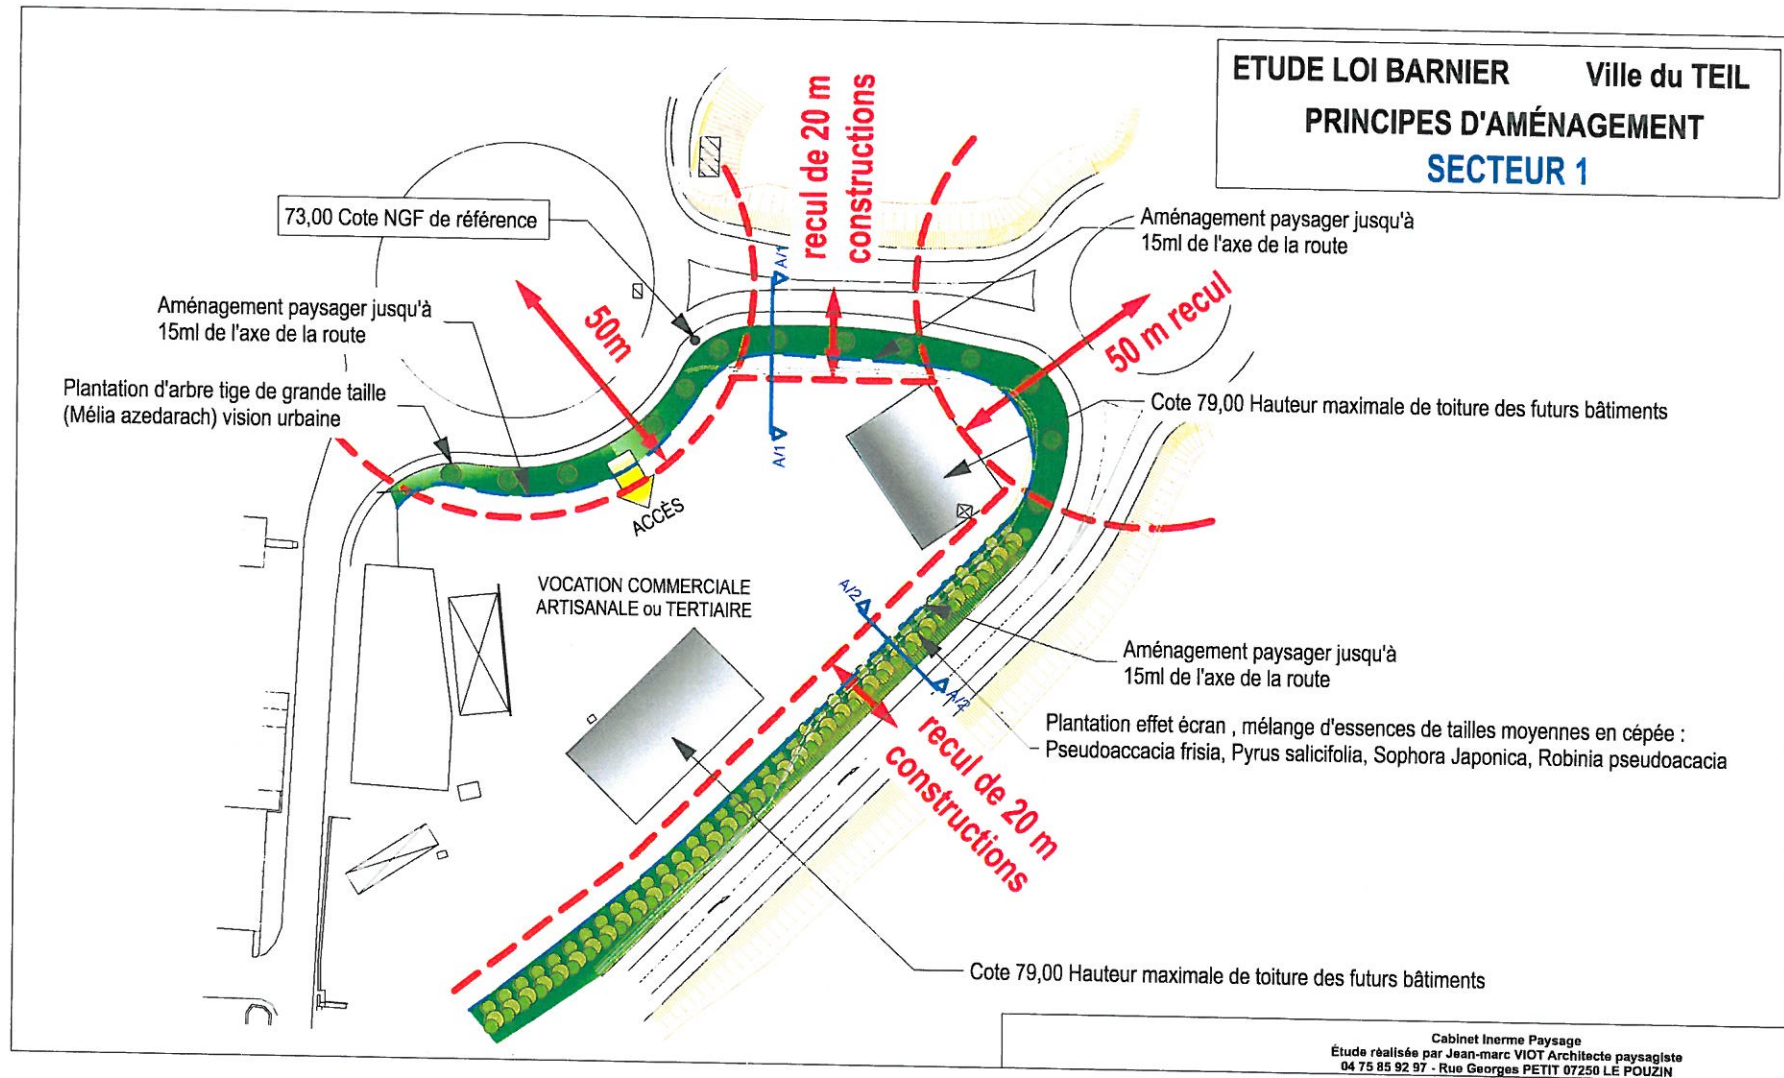 ETUDE LOI BARNIER Ville du TEIL
PRINCIPES D'AMÉNAGEMENT
SECTEUR 1
recul de 20 m
constructions
73,00 Cote NGF de référence
A/1
Aménagement paysager jusqu'à
15ml de l'axe de la route
Aménagement paysager jusqu'à
15ml de l'axe de la route
50m
50 m recul
Plantation d'arbre tige de grande taille
(Mélia azedarach) vision urbaine
Cote 79,00 Hauteur maximale de toiture des futurs bâtiments
A/1
ACCÈS
VOCATION COMMERCIALE
ARTISANALE ou TERTIAIRE
A/2
Aménagement paysager jusqu'à
15ml de l'axe de la route
A/2
Plantation effet écran , mélange d'essences de tailles moyennes en cépée :
Pseudoaccacia frisia, Pyrus salicifolia, Sophora Japonica, Robinia pseudoacacia
recul de 20 m
constructions
Cote 79,00 Hauteur maximale de toiture des futurs bâtiments
Cabinet Inerme Paysage
Étude réalisée par Jean-marc VIOT Architecte paysagiste
04 75 85 92 97 - Rue Georges PETIT 07250 LE POUZIN